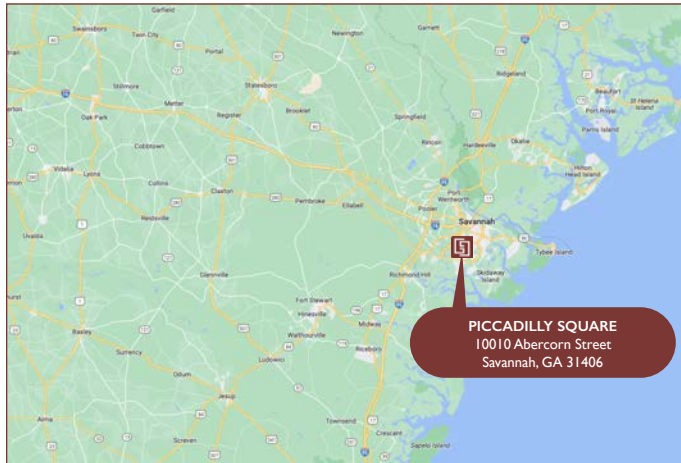 Garfield
Swainsboro
Twin City
Newington
Garnett
Portal
Ridgeland
Stillmore
Statesboro
Beaufort
Metter
Brooklet
Port Royal
St Helena
Island
Oak Park
Register
Springfield
Parris Island
Cobbtown
Rincon
Hardeeville
Okatie
Vidalia
Lyons
Collins
Claxton
Hilton
Head Island
Port
Wentworth
Pembroke
Ellabell
Pooler
Reidsville
Savannah
Uvalda
Tybee Island
Glennville
Richmond Hill
Skidaway
Island
Fort Stewart
Hinesville
Midway
Walthourville
Baxley
Riceboro
Surrency
Ludowici
Odum
Jesup
Alma
Townsend
Screven
Crescent
Sapelo Island
PICCADILLY SQUARE
10010 Abercorn Street
Savannah, GA 31406